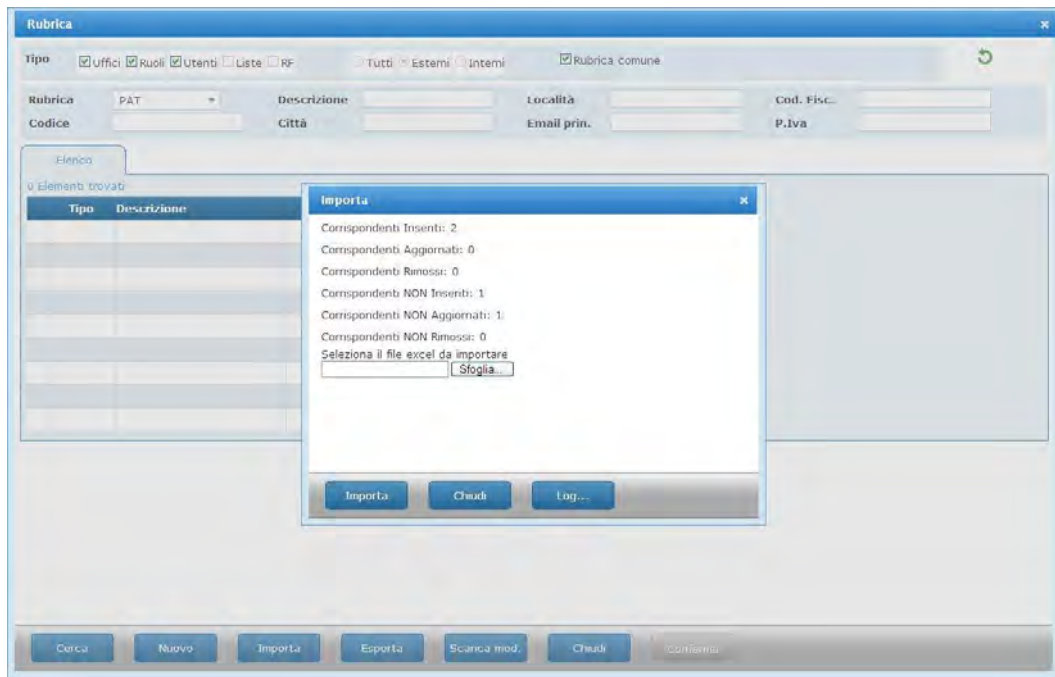 Rubrica
Tipo Uffici Ruoli Utenti Liste RF Tutti Esterni Interni Rubrica comune
Rubrica PAT Descrizione Località Cod. Fisc.
Codice Città Email prin. P.Iva
Elenco
0 Elementi trovati
Tipo Descrizione
Importa
Corrispondenti Inseriti: 2
Corrispondenti Aggiornati: 0
Corrispondenti Rimossi: 0
Corrispondenti NON Inseriti: 1
Corrispondenti NON Aggiornati: 1
Corrispondenti NON Rimossi: 0
Seleziona il file excel da importare
Sfoglia...
Importa Chiudi Log...
Cerca Nuovo Importa Esporta Scarica mod. Chiudi Conferma